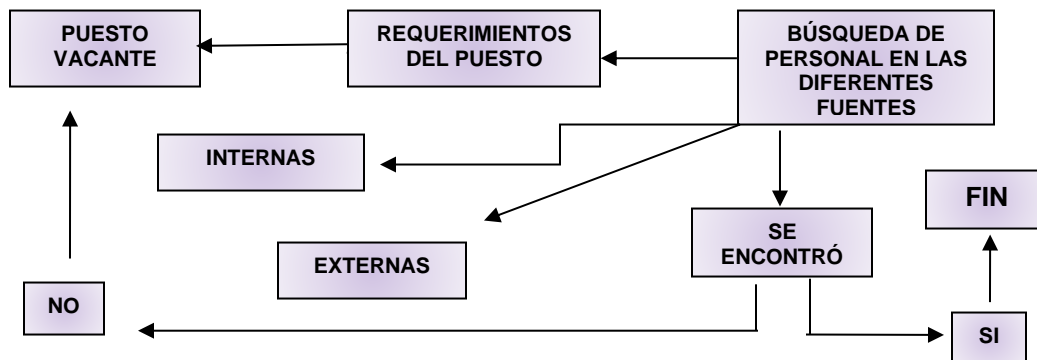 PUESTO
VACANTE
REQUERIMIENTOS
DEL PUESTO
BÚSQUEDA DE
PERSONAL EN LAS
DIFERENTES
FUENTES
INTERNAS
EXTERNAS
SE
ENCONTRÓ
FIN
NO
SI